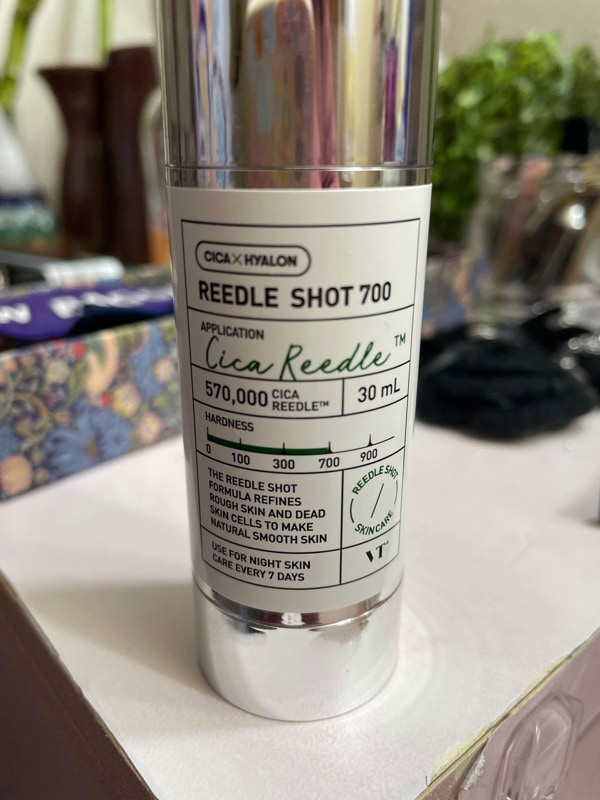 CICA×HYALON
REEDLE SHOT 700
APPLICATION
Cica Reedle™
570,000 CICA REEDLE™
30 mL
HARDNESS
0 100 300 700 900
THE REEDLE SHOT
FORMULA REFINES
ROUGH SKIN AND DEAD
SKIN CELLS TO MAKE
NATURAL SMOOTH SKIN
REEDLE SHOT
SKINCARE
USE FOR NIGHT SKIN
CARE EVERY 7 DAYS
VT